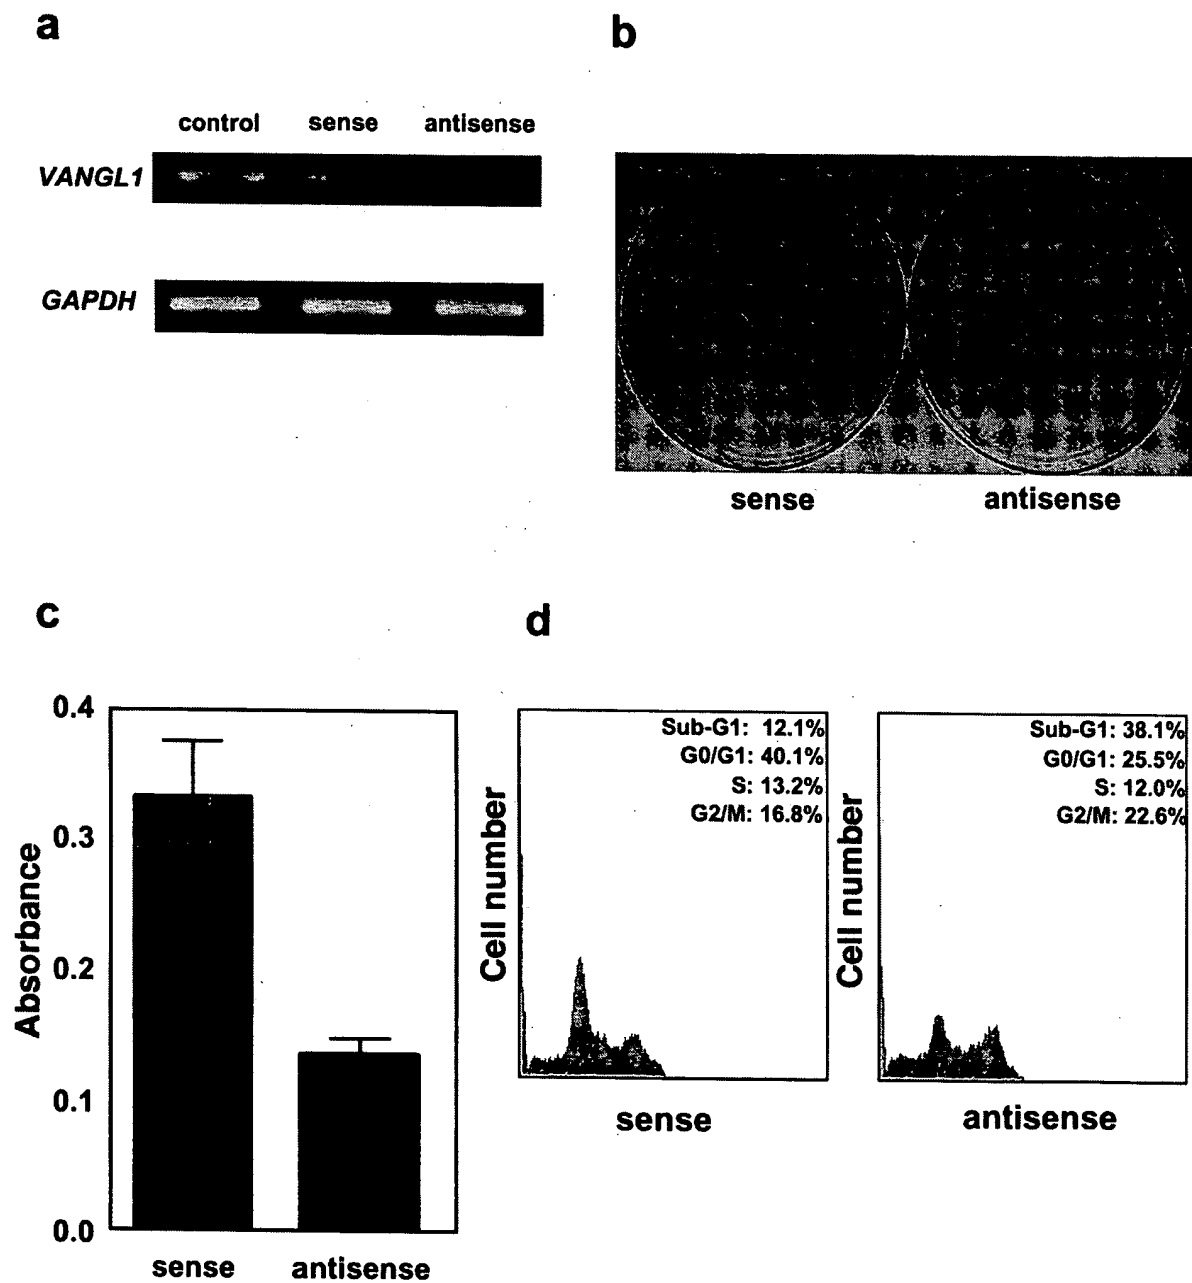 a
control sense antisense
VANGL1
GAPDH
b
sense antisense
c
0.4
0.3
0.2
0.1
0.0
Absorbance
sense antisense
d
Cell number
Sub-G1: 12.1%
G0/G1: 40.1%
S: 13.2%
G2/M: 16.8%
sense
Cell number
Sub-G1: 38.1%
G0/G1: 25.5%
S: 12.0%
G2/M: 22.6%
antisense